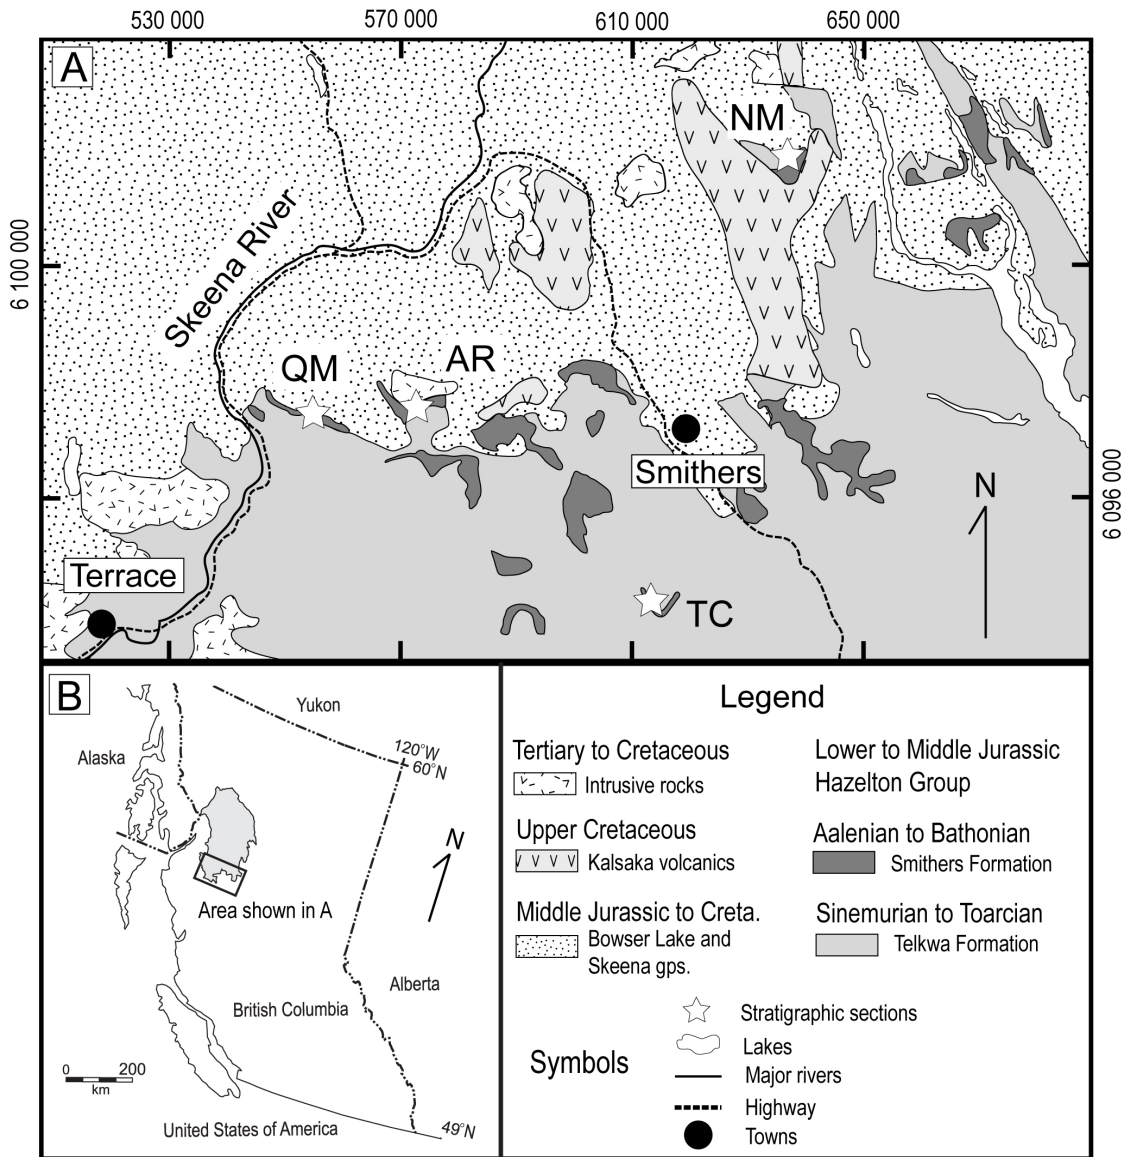 530 000
570 000
610 000
650 000
A
NM
Skeena River
6 100 000
QM
AR
Smithers
6 096 000
N
Terrace
TC
B
Yukon
Alaska
120°W
60°N
N
Area shown in A
Alberta
British Columbia
0
200
km
United States of America
49°N
Legend
Tertiary to Cretaceous
Intrusive rocks
Upper Cretaceous
Kalsaka volcanics
Middle Jurassic to Creta.
Bowser Lake and
Skeena gps.
Lower to Middle Jurassic
Hazelton Group
Aalenian to Bathonian
Smithers Formation
Sinemurian to Toarcian
Telkwa Formation
Symbols
Stratigraphic sections
Lakes
Major rivers
Highway
Towns